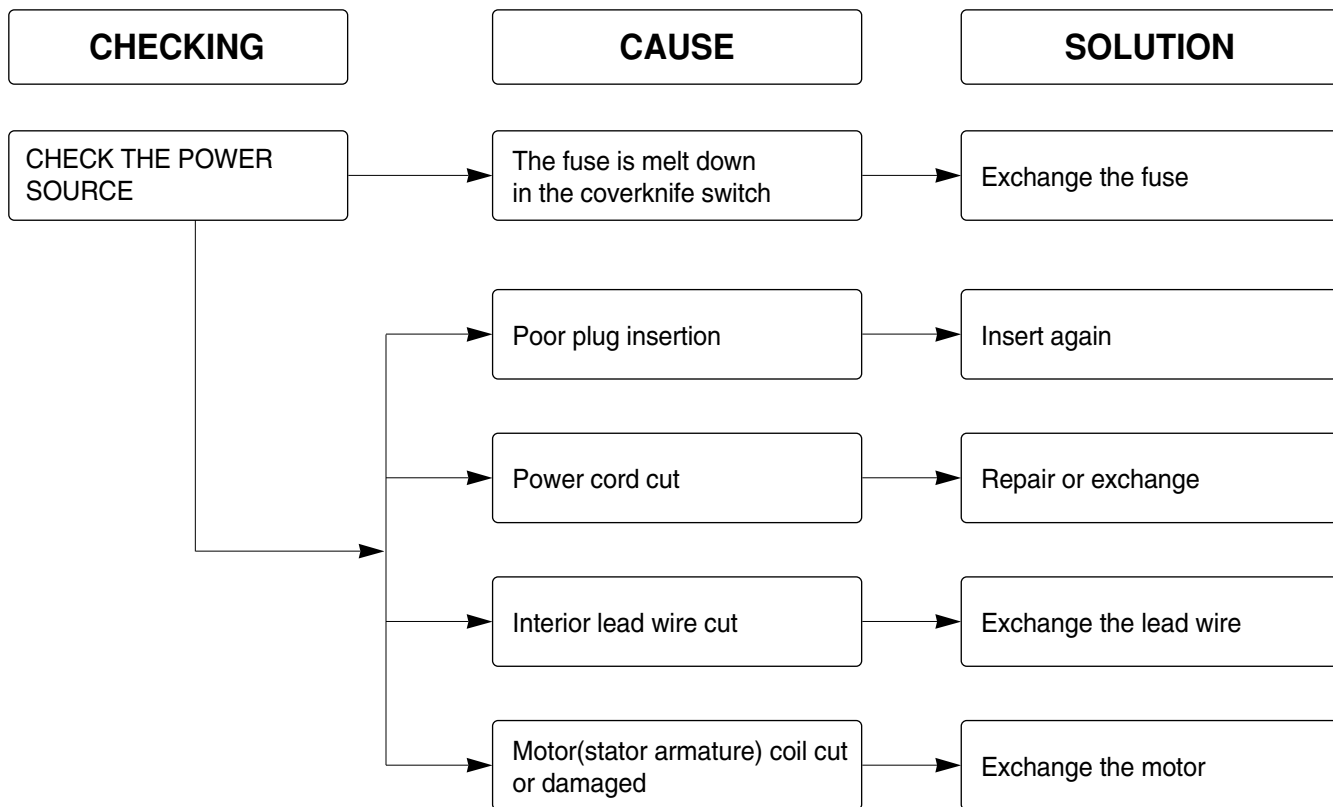 CHECKING
CAUSE
SOLUTION
CHECK THE POWER
SOURCE
The fuse is melt down
in the coverknife switch
Exchange the fuse
Poor plug insertion
Insert again
Power cord cut
Repair or exchange
Interior lead wire cut
Exchange the lead wire
Motor(stator armature) coil cut
or damaged
Exchange the motor